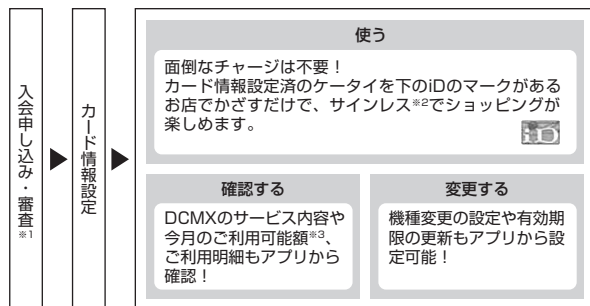 入会申し込み・審査※1
カード情報設定
使う
面倒なチャージは不要！
カード情報設定済のケータイを下のiDのマークがある
お店でかざすだけで、サインレス※2でショッピングが
楽しめます。
iD
確認する
DCMXのサービス内容や
今月のご利用可能額※3、
ご利用明細もアプリから
確認！
変更する
機種変更の設定や有効期
限の更新もアプリから設
定可能！